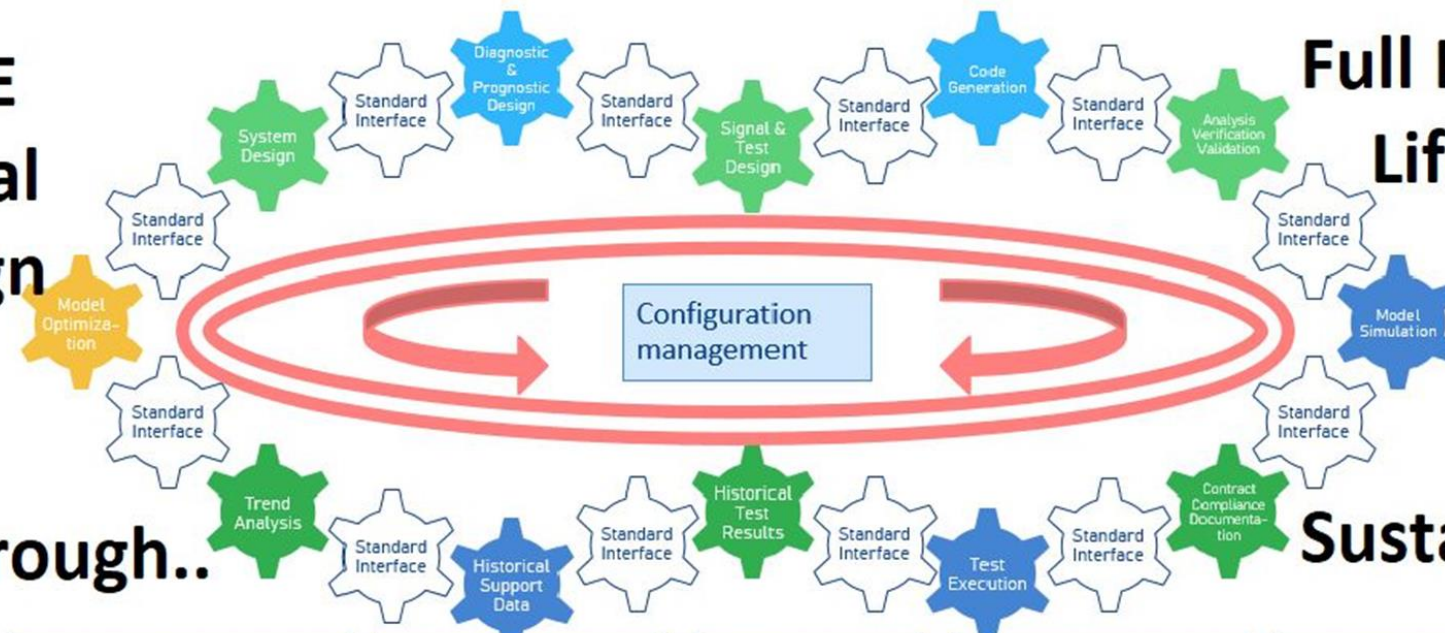 Diagnostic
&
Prognostic
Design
Code
Generation
Full
E
Standard
Interface
Standard
Interface
Standard
Interface
Standard
Interface
System
Design
Signal &
Test
Design
Analysis
Verification
Validation
al
Lif
Standard
Interface
Standard
Interface
gn
Model
Optimiza-
tion
Configuration
management
Model
Simulation
Standard
Interface
Standard
Interface
Trend
Analysis
Historical
Test
Results
Contract
Compliance
Documenta-
tion
rough..
Susta
Standard
Interface
Standard
Interface
Standard
Interface
Standard
Interface
Historical
Support
Data
Test
Execution